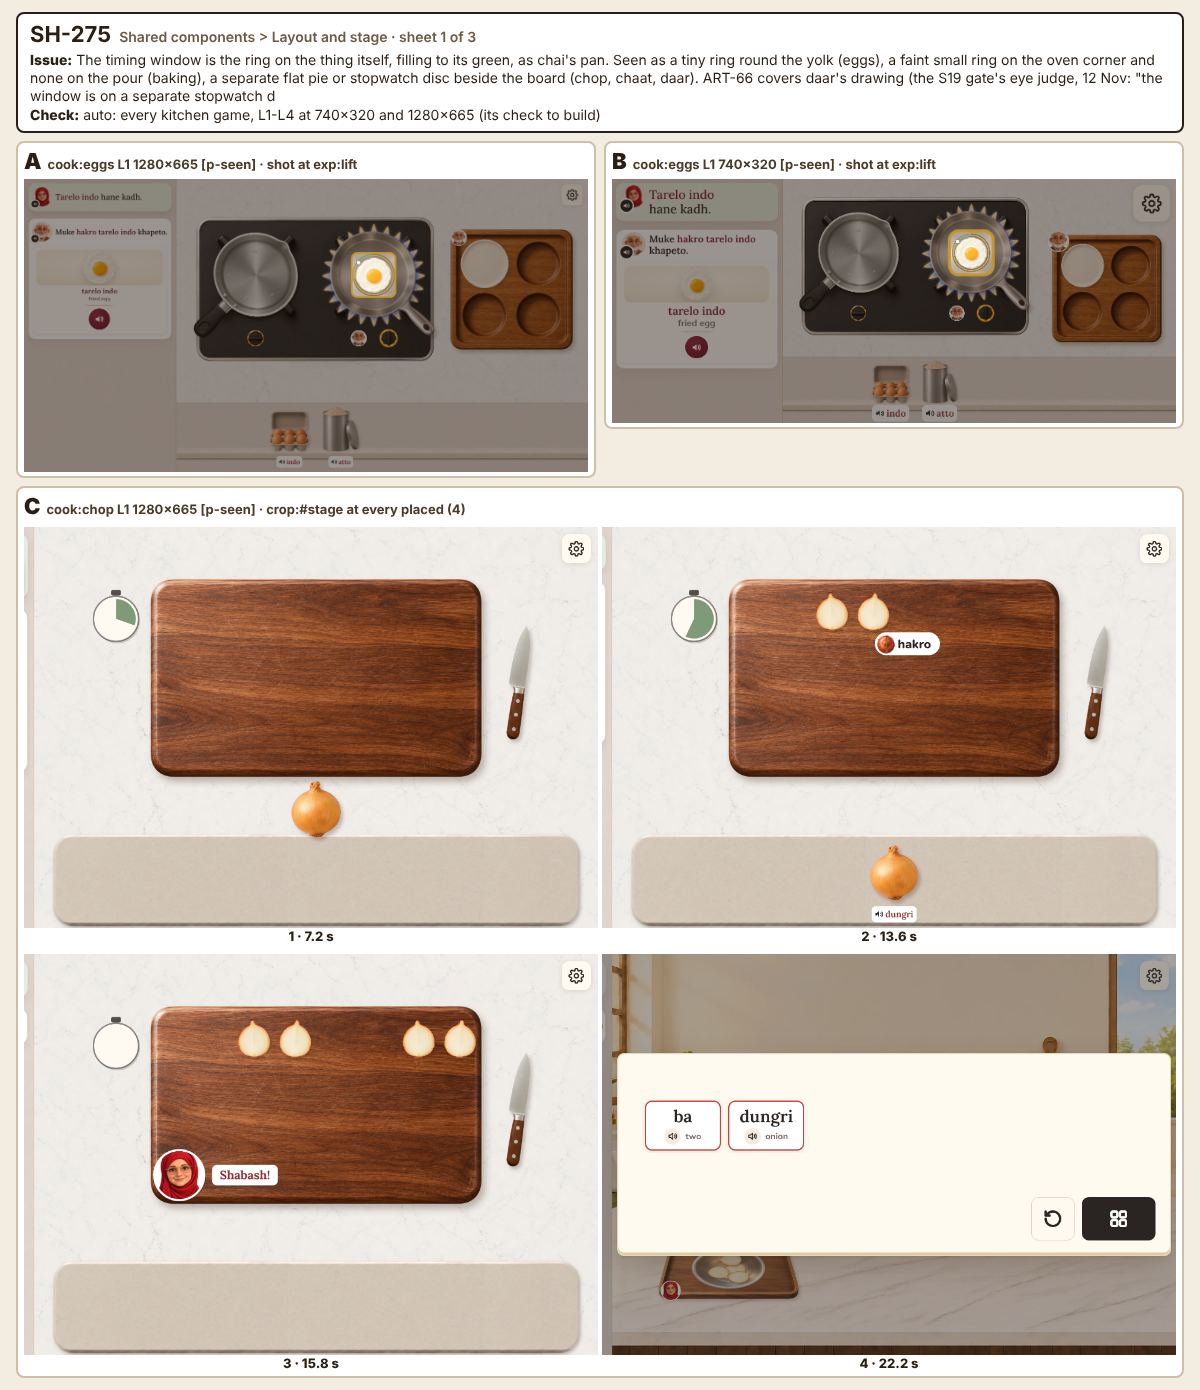 SH-275 Shared components > Layout and stage · sheet 1 of 3
Issue: The timing window is the ring on the thing itself, filling to its green, as chai's pan. Seen as a tiny ring round the yolk (eggs), a faint small ring on the oven corner and
none on the pour (baking), a separate flat pie or stopwatch disc beside the board (chop, chaat, daar). ART-66 covers daar's drawing (the S19 gate's eye judge, 12 Nov: "the
window is on a separate stopwatch d
Check: auto: every kitchen game, L1-L4 at 740×320 and 1280×665 (its check to build)
A cook:eggs L1 1280×665 [p-seen] · shot at exp:lift
Tarelo indo hane kadh.
Muke hakro tarelo indo khapeto.
tarelo indo
fried egg
indo
atto
B cook:eggs L1 740×320 [p-seen] · shot at exp:lift
Tarelo indo
hane kadh.
Muke hakro tarelo indo
khapeto.
tarelo indo
fried egg
indo
atto
C cook:chop L1 1280×665 [p-seen] · crop:#stage at every placed (4)
hakro
dungri
1 · 7.2 s
2 · 13.6 s
Shabash!
ba
two
dungri
onion
3 · 15.8 s
4 · 22.2 s